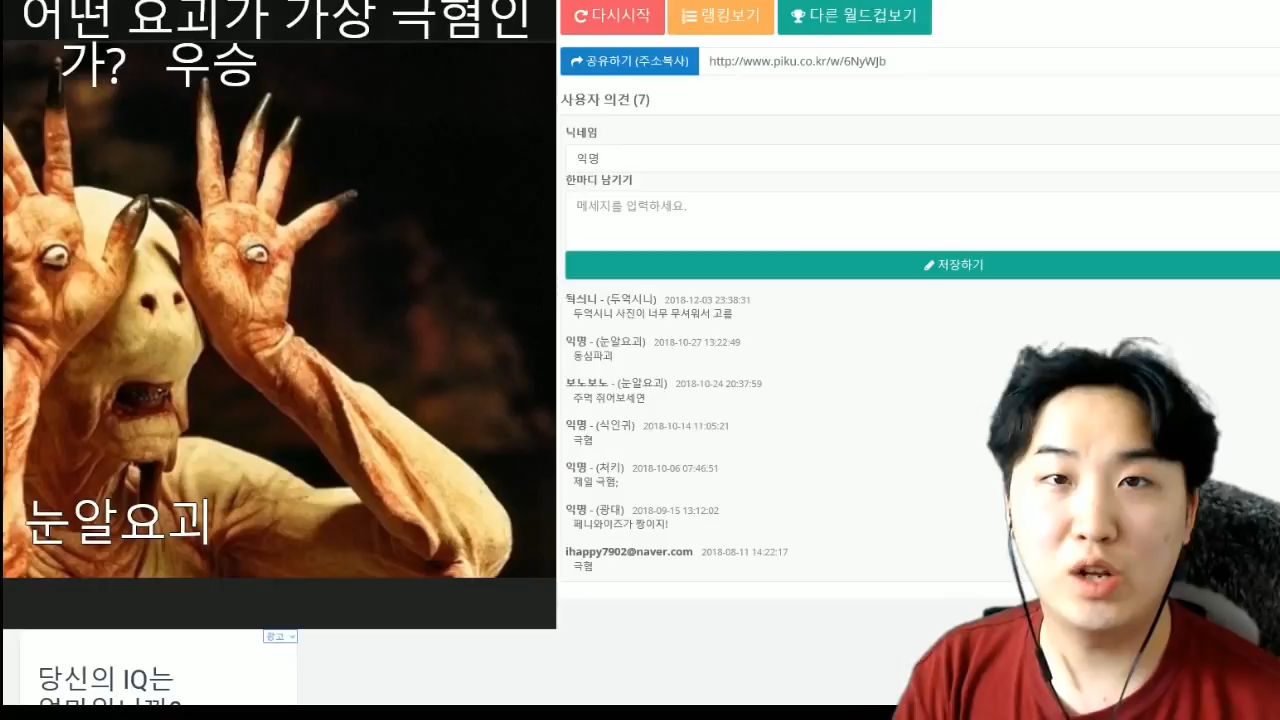 어떤 요괴가 가장 극혐인
가? 우승
눈알요괴
광고
당신의 IQ는
다시시작
랭킹보기
다른 월드컵보기
공유하기 (주소복사)
http://www.piku.co.kr/w/6NyWJb
사용자 의견 (7)
닉네임
익명
한마디 남기기
메세지를 입력하세요.
저장하기
둭싀니 - (두억시니) 2018-12-03 23:38:31
두역시니 사진이 너무 무셔워서 고름
익명 - (눈알요괴) 2018-10-27 13:22:49
동심파괴
보노보노 - (눈알요괴) 2018-10-24 20:37:59
주먹 쥐어보세연
익명 - (식인귀) 2018-10-14 11:05:21
극혐
익명 - (처키) 2018-10-06 07:46:51
제일 극혐;
익명 - (광대) 2018-09-15 13:12:02
페니와이즈가 짱이지!
ihappy7902@naver.com 2018-08-11 14:22:17
극혐